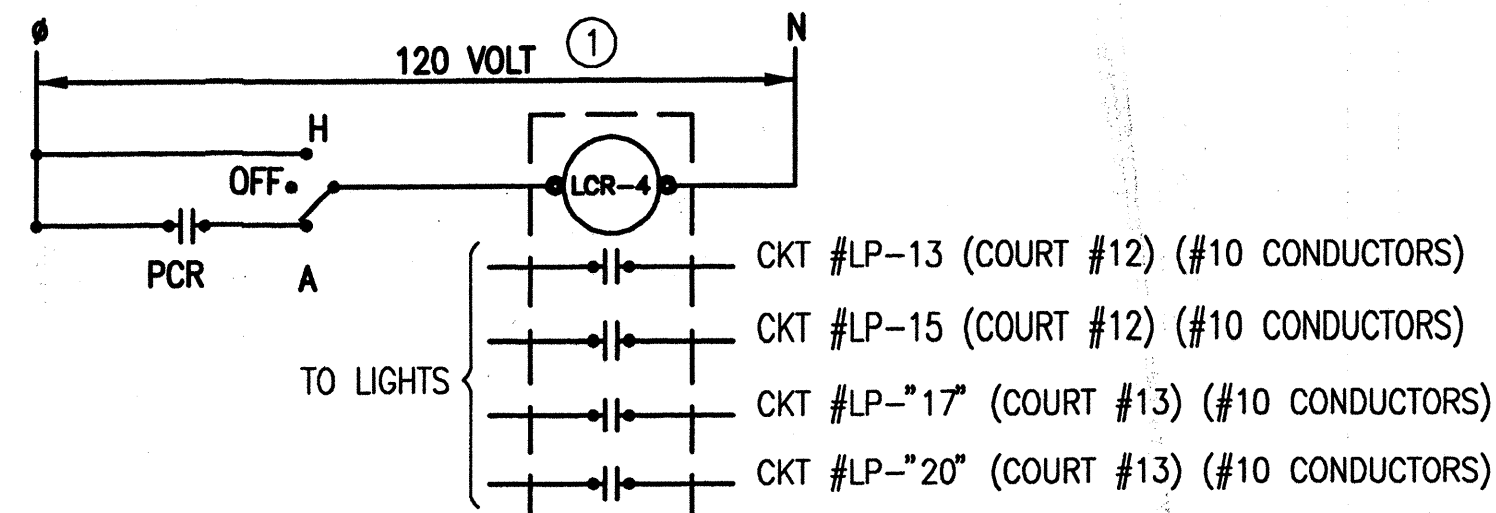 ø N
120 VOLT 1
H
OFF
LCR-4
PCR A
CKT #LP-13 (COURT #12) (#10 CONDUCTORS)
CKT #LP-15 (COURT #12) (#10 CONDUCTORS)
TO LIGHTS
CKT #LP-"17" (COURT #13) (#10 CONDUCTORS)
CKT #LP-"20" (COURT #13) (#10 CONDUCTORS)